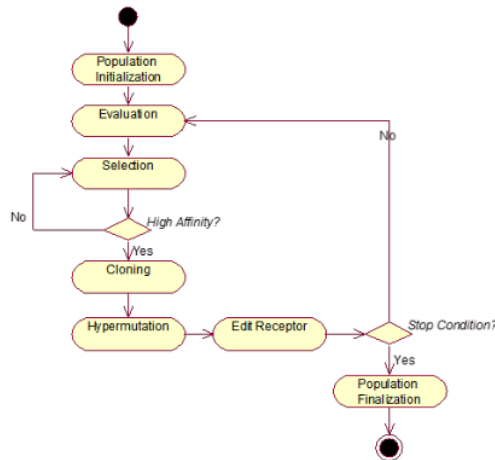 Population
Initialization
Evaluation
No
Selection
No
High Affinity?
Yes
Cloning
Hypermutation
Edit Receptor
Stop Condition?
Yes
Population
Finalization